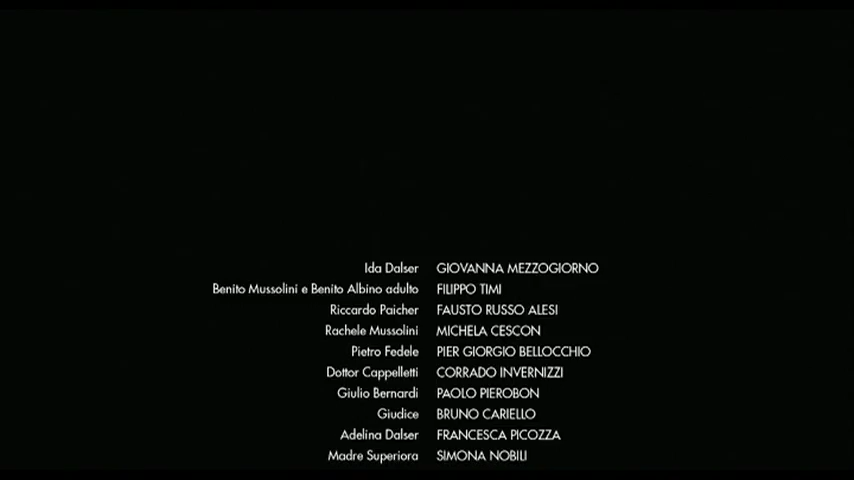 Ida Dalser GIOVANNA MEZZOGIORNO
Benito Mussolini e Benito Albino adulto FILIPPO TIMI
Riccardo Paicher FAUSTO RUSSO ALESI
Rachele Mussolini MICHELA CESCON
Pietro Fedele PIER GIORGIO BELLOCCHIO
Dottor Cappelletti CORRADO INVERNIZZI
Giulio Bernardi PAOLO PIEROBON
Giudice BRUNO CARIELLO
Adelina Dalser FRANCESCA PICOZZA
Madre Superiora SIMONA NOBILI